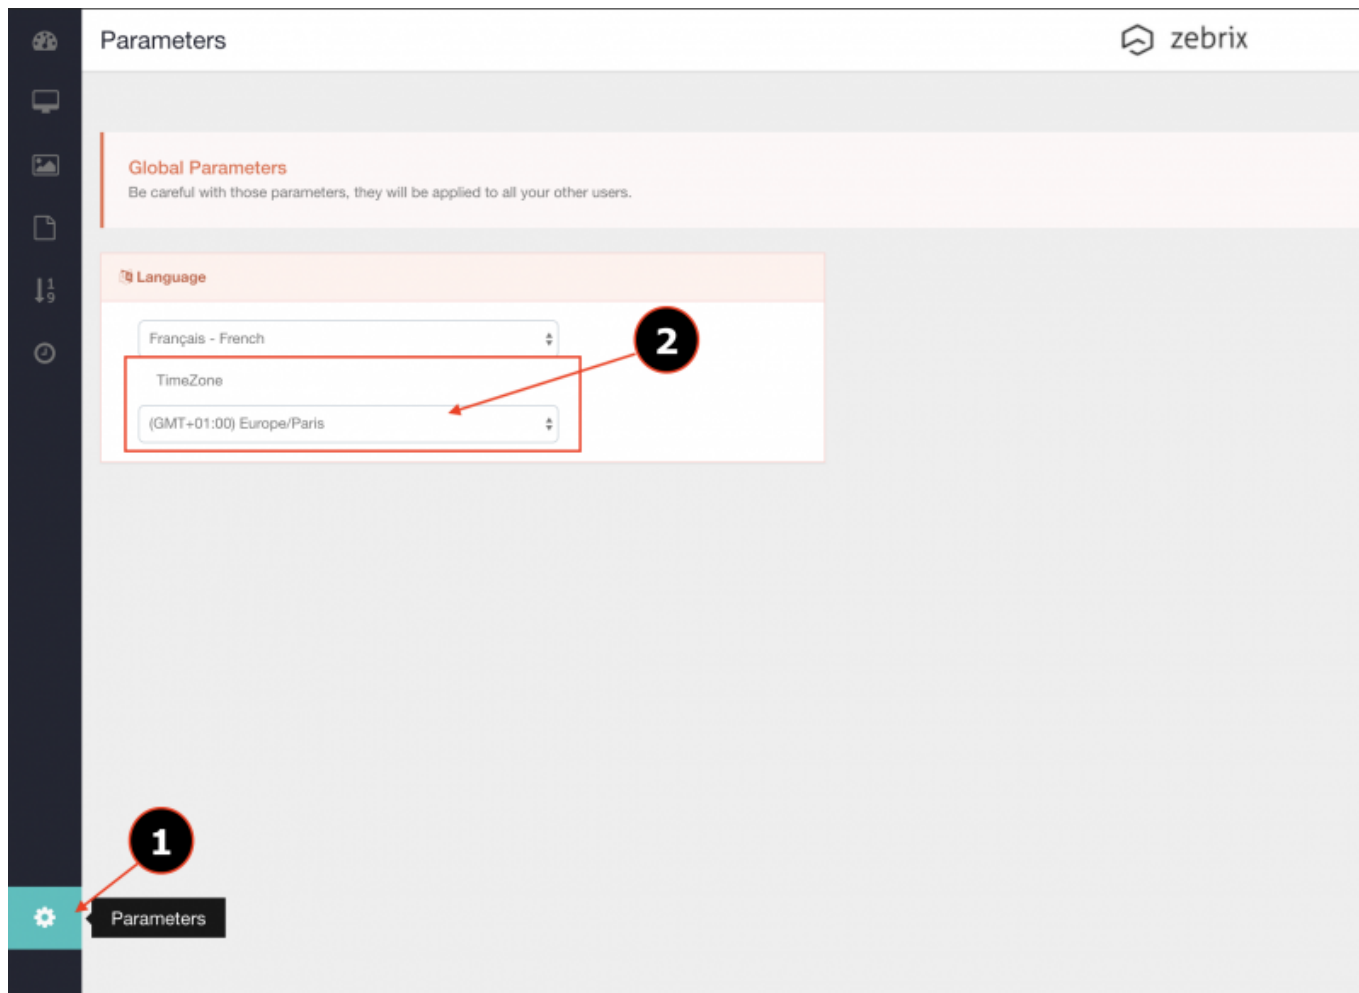 Parameters
zebrix
Global Parameters
Be careful with those parameters, they will be applied to all your other users.
Language
Français - French
2
TimeZone
(GMT+01:00) Europe/Paris
1
Parameters